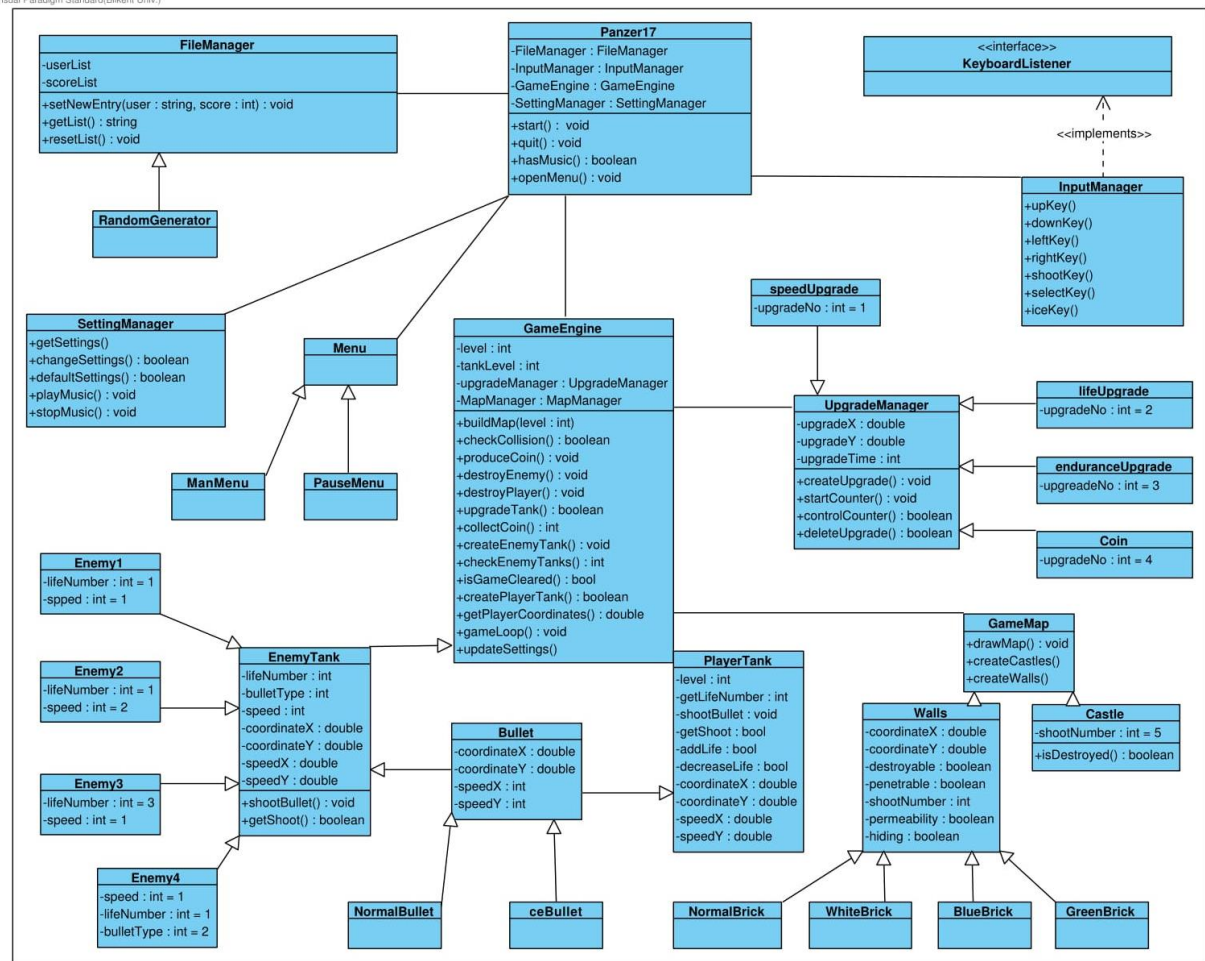 Visual Paradigm Standard(Bilkent Univ.)
FileManager
-userList
-scoreList
+setNewEntry(user : string, score : int) : void
+getList() : string
+resetList() : void
Panzer17
-FileManager : FileManager
-InputManager : InputManager
-GameEngine : GameEngine
-SettingManager : SettingManager
+start() : void
+quit() : void
+hasMusic() : boolean
+openMenu() : void
<<interface>>
KeyboardListener
<<implements>>
RandomGenerator
InputManager
+upKey()
+downKey()
+leftKey()
+rightKey()
+shootKey()
+selectKey()
+iceKey()
SettingManager
+getSettings()
+changeSettings() : boolean
+defaultSettings() : boolean
+playMusic() : void
+stopMusic() : void
Menu
ManMenu
PauseMenu
GameEngine
-level : int
-tankLevel : int
-upgradeManager : UpgradeManager
-MapManager : MapManager
+buildMap(level : int)
+checkCollision() : boolean
+produceCoin() : void
+destroyEnemy() : void
+destroyPlayer() : void
+upgradeTank() : boolean
+collectCoin() : int
+createEnemyTank() : void
+checkEnemyTanks() : int
+isGameCleared() : bool
+createPlayerTank() : boolean
+getPlayerCoordinates() : double
+gameLoop() : void
+updateSettings()
speedUpgrade
-upgradeNo : int = 1
UpgradeManager
-upgradeX : double
-upgradeY : double
-upgradeTime : int
+createUpgrade() : void
+startCounter() : void
+controlCounter() : boolean
+deleteUpgrade() : boolean
lifeUpgrade
-upgradeNo : int = 2
enduranceUpgrade
-upgreadeNo : int = 3
Coin
-upgradeNo : int = 4
Enemy1
-lifeNumber : int = 1
-spped : int = 1
Enemy2
-lifeNumber : int = 1
-speed : int = 2
Enemy3
-lifeNumber : int = 3
-speed : int = 1
Enemy4
-speed : int = 1
-lifeNumber : int = 1
-bulletType : int = 2
EnemyTank
-lifeNumber : int
-bulletType : int
-speed : int
-coordinateX : double
-coordinateY : double
-speedX : double
-speedY : double
+shootBullet() : void
+getShoot() : boolean
Bullet
-coordinateX : double
-coordinateY : double
-speedX : int
-speedY : int
NormalBullet
ceBullet
PlayerTank
-level : int
-getLifeNumber : int
-shootBullet : void
-getShoot : bool
-addLife : bool
-decreaseLife : bool
-coordinateX : double
-coordinateY : double
-speedX : double
-speedY : double
GameMap
+drawMap() : void
+createCastles()
+createWalls()
Walls
-coordinateX : double
-coordinateY : double
-destroyable : boolean
-penetrable : boolean
-shootNumber : int
-permeability : boolean
-hiding : boolean
Castle
-shootNumber : int = 5
+isDestroyed() : boolean
NormalBrick
WhiteBrick
BlueBrick
GreenBrick